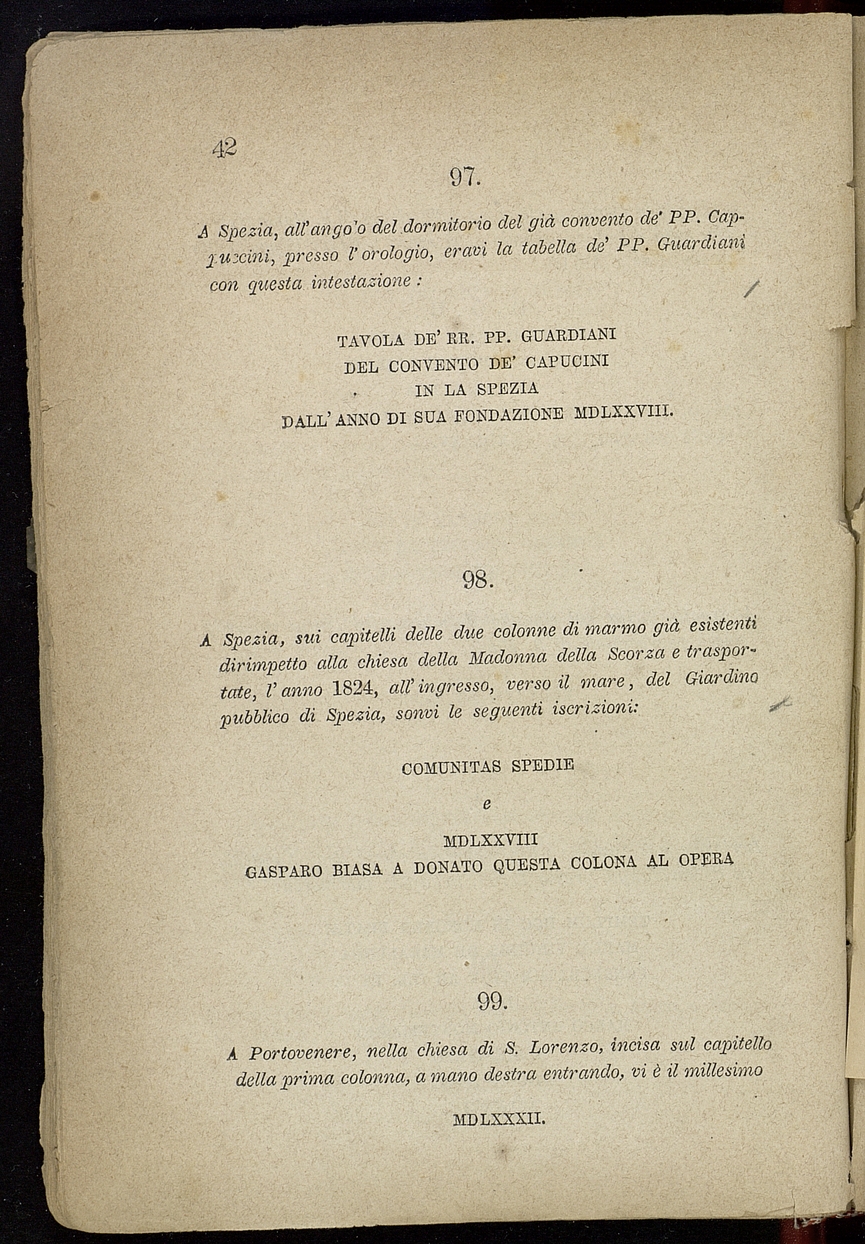 42
97.
A Spezia, all'ango'o del dormitorio del già convento de' PP. Cap-
puccini, presso l'orologio, eravi la tabella de' PP. Guardiani
con questa intestazione :
TAVOLA DE' RR. PP. GUARDIANI
DEL CONVENTO DE' CAPUCINI
IN LA SPEZIA
DALL'ANNO DI SUA FONDAZIONE MDLXXVIII.
98.
A Spezia, sui capitelli delle due colonne di marmo già esistenti
dirimpetto alla chiesa della Madonna della Scorza e traspor-
tate, l'anno 1824, all'ingresso, verso il mare, del Giardino
pubblico di Spezia, sonvi le seguenti iscrizioni:
COMUNITAS SPEDIE
e
MDLXXVIII
GASPARO BIASA A DONATO QUESTA COLONA AL OPERA
99.
A Portovenere, nella chiesa di S. Lorenzo, incisa sul capitello
della prima colonna, a mano destra entrando, vi è il millesimo
MDLXXXII.